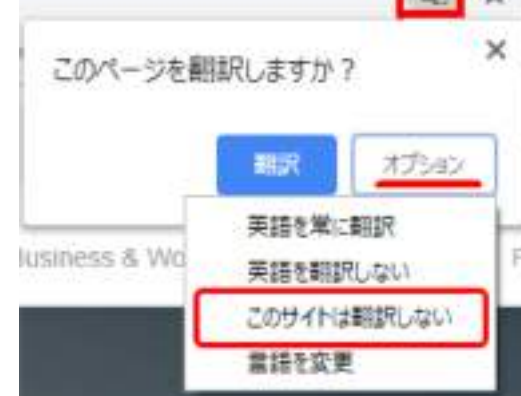 このページを翻訳しますか？
翻訳
オプション
英語を常に翻訳
usiness & Wo
英語を翻訳しない
このサイトは翻訳しない
言語を変更